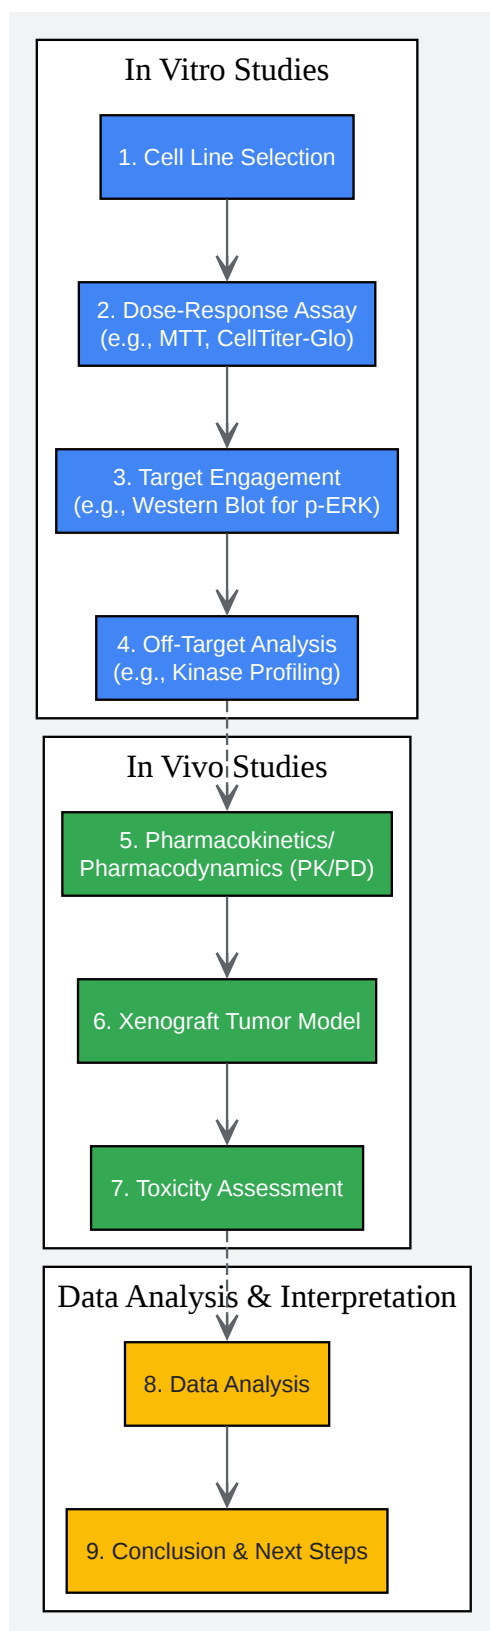 In Vitro Studies
1. Cell Line Selection
2. Dose-Response Assay
(e.g., MTT, CellTiter-Glo)
3. Target Engagement
(e.g., Western Blot for p-ERK)
4. Off-Target Analysis
(e.g., Kinase Profiling)
In Vivo Studies
5. Pharmacokinetics/
Pharmacodynamics (PK/PD)
6. Xenograft Tumor Model
7. Toxicity Assessment
Data Analysis & Interpretation
8. Data Analysis
9. Conclusion & Next Steps